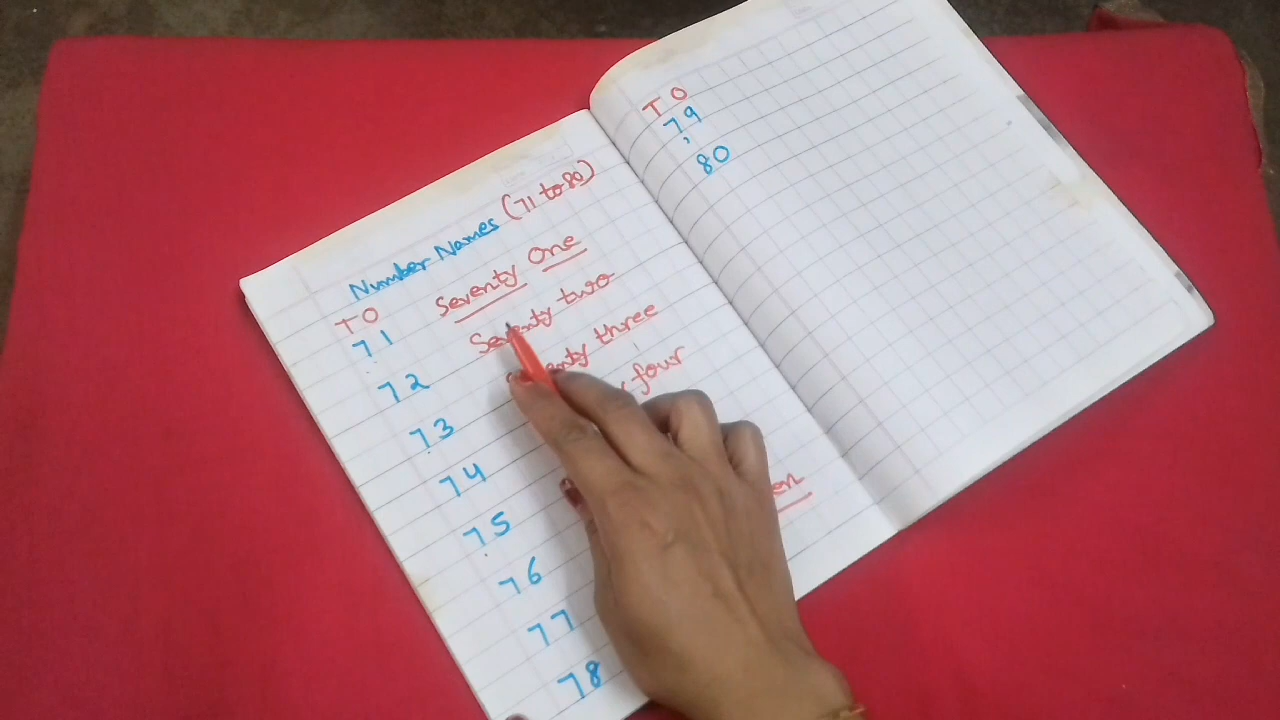 Number Names (71 to 80)
T O
71 Seventy One
72 Seventy two
73 three
74 four
75
76
77
78
T O
79
80